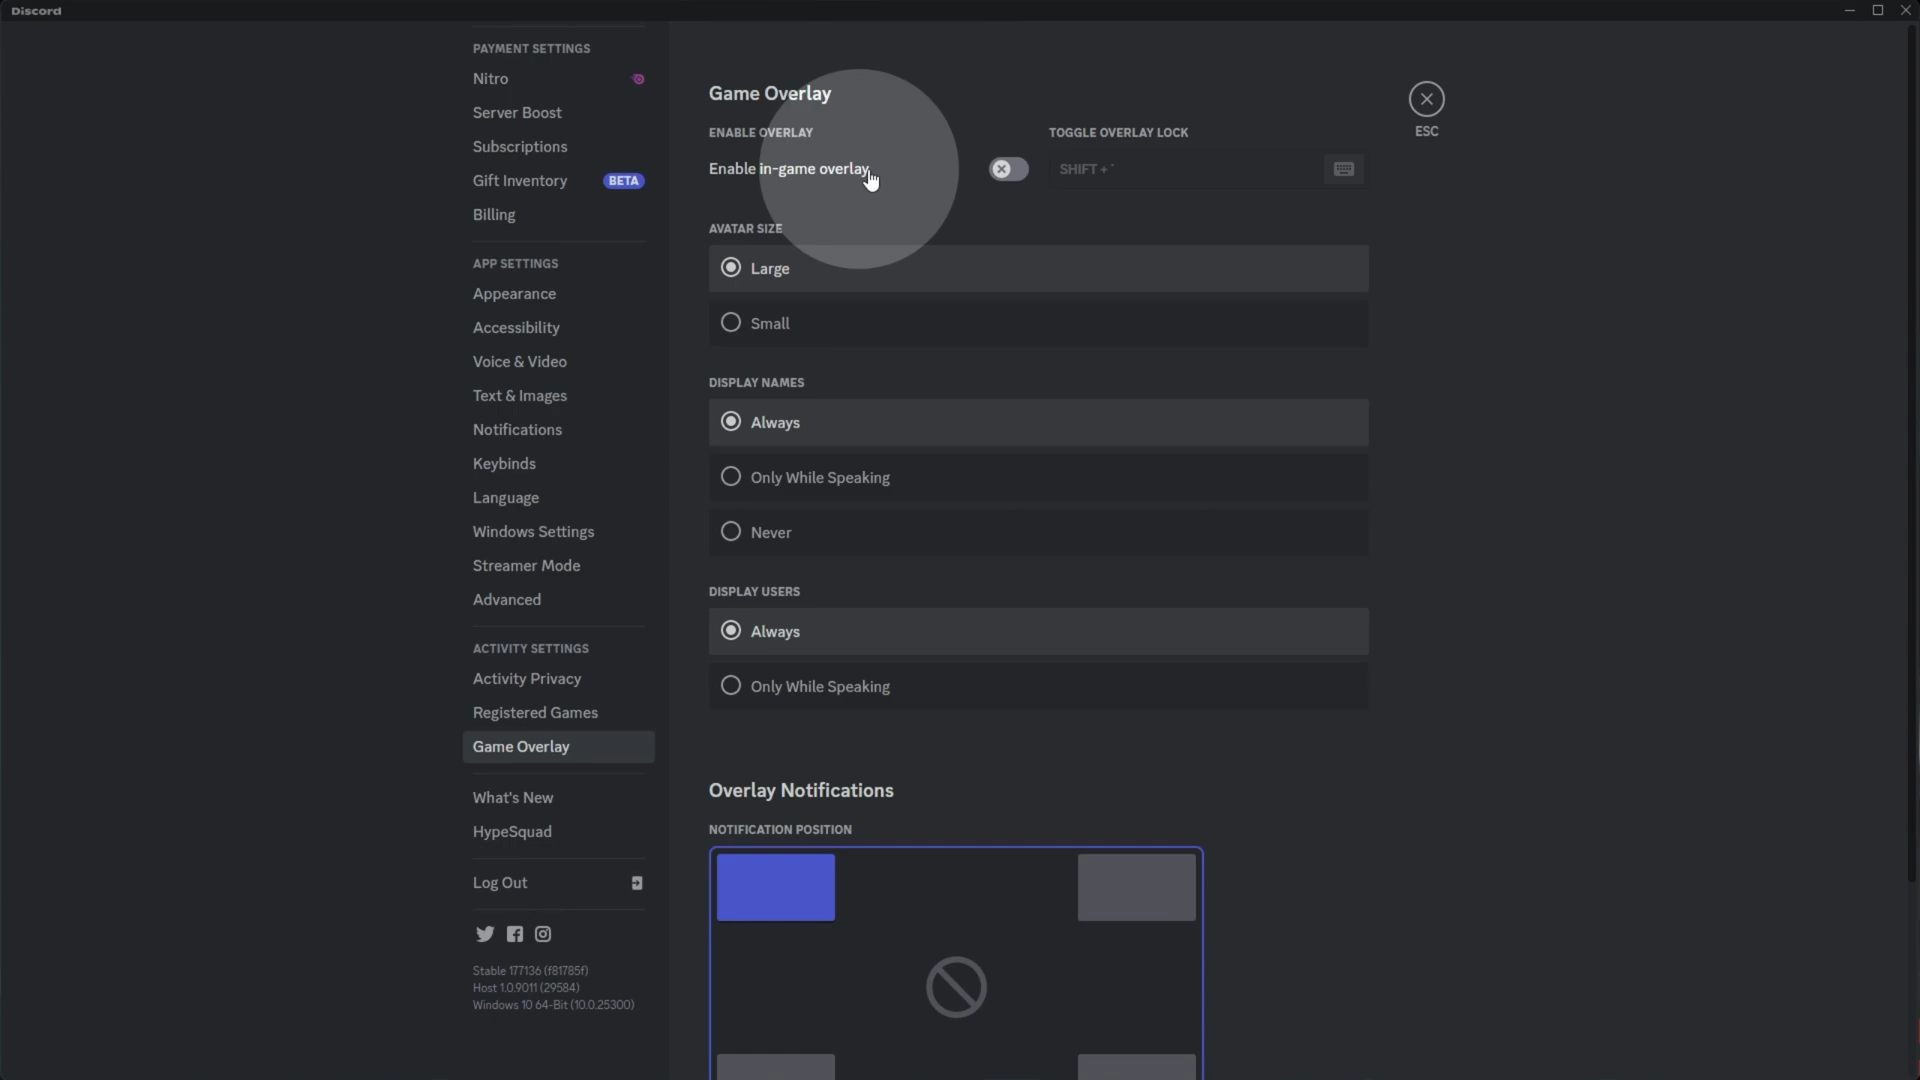 Discord
PAYMENT SETTINGS
Nitro
Server Boost
Subscriptions
Gift Inventory BETA
Billing
APP SETTINGS
Appearance
Accessibility
Voice & Video
Text & Images
Notifications
Keybinds
Language
Windows Settings
Streamer Mode
Advanced
ACTIVITY SETTINGS
Activity Privacy
Registered Games
Game Overlay
What's New
HypeSquad
Log Out
Stable 177136 (f81785f)
Host 1.0.9011 (29584)
Windows 10 64-Bit (10.0.25300)
Game Overlay
ENABLE OVERLAY
Enable in-game overlay
TOGGLE OVERLAY LOCK
SHIFT + `
ESC
AVATAR SIZE
Large
Small
DISPLAY NAMES
Always
Only While Speaking
Never
DISPLAY USERS
Always
Only While Speaking
Overlay Notifications
NOTIFICATION POSITION